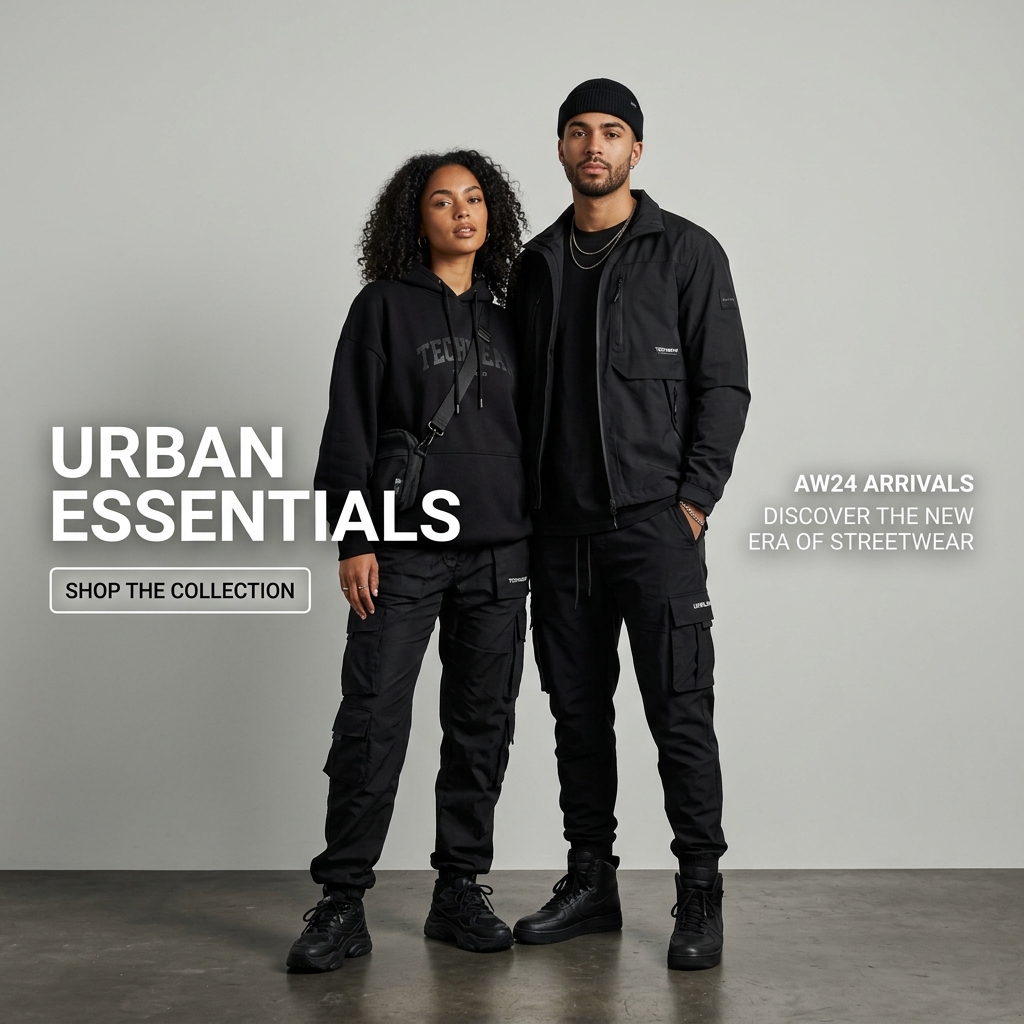 URBAN
ESSENTIALS
SHOP THE COLLECTION
AW24 ARRIVALS
DISCOVER THE NEW
ERA OF STREETWEAR